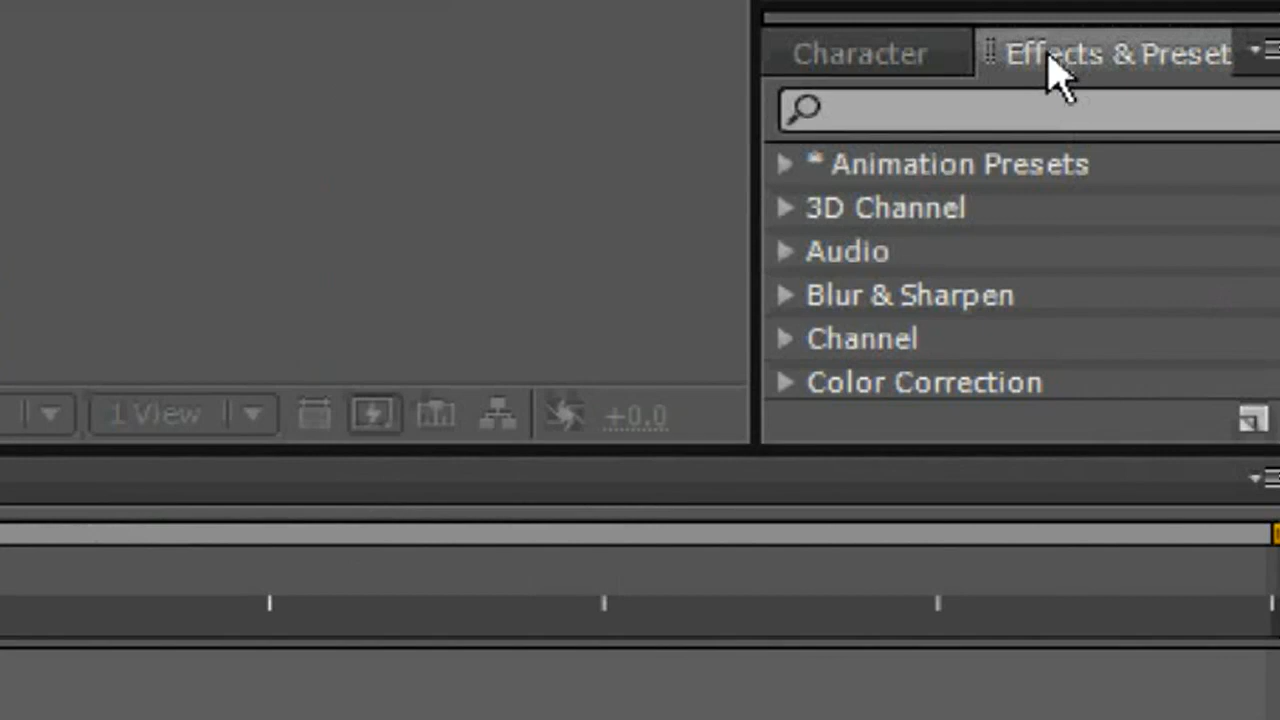 Character
Effects & Preset
* Animation Presets
3D Channel
Audio
Blur & Sharpen
Channel
Color Correction
1 View
+0.0